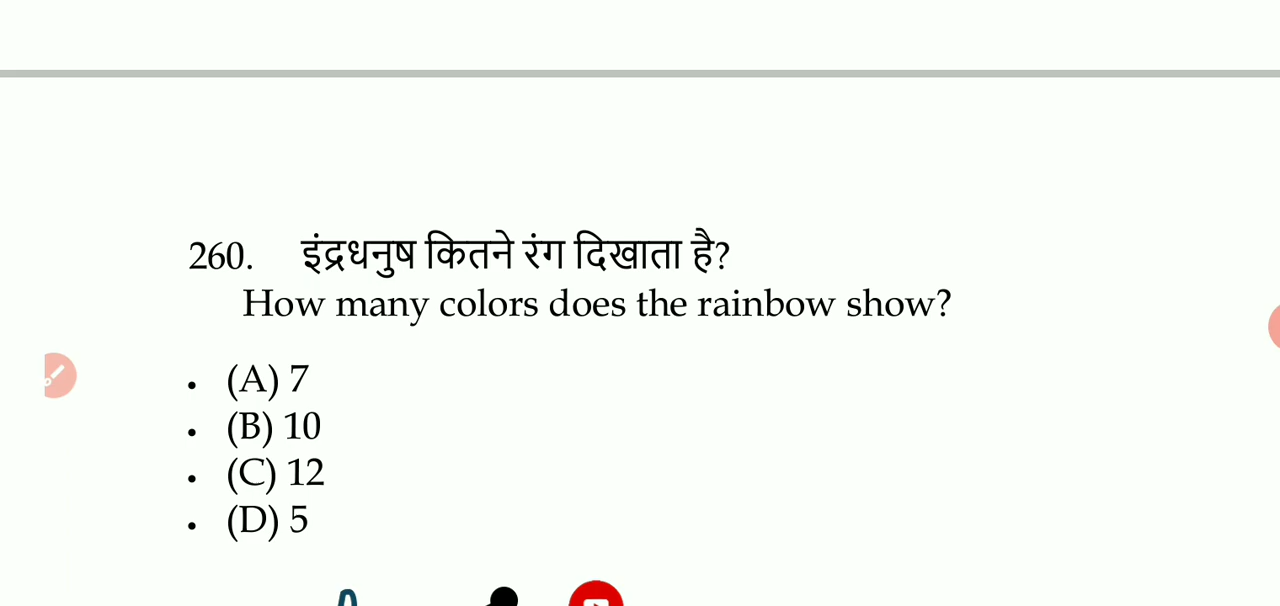 260. इंद्रधनुष कितने रंग दिखाता है?
How many colors does the rainbow show?
• (A) 7
• (B) 10
• (C) 12
• (D) 5